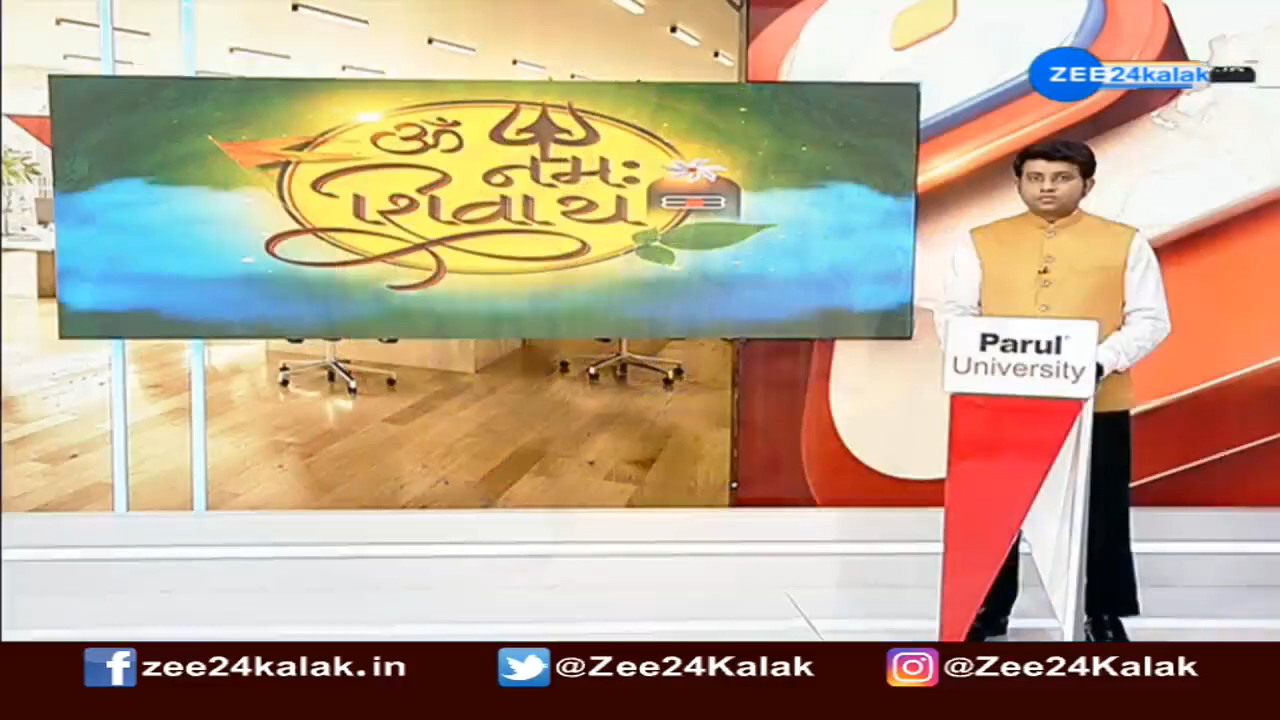 ZEE24kalak
ૐ
નમઃ
શિવાય
Parul
University
zee24kalak.in
@Zee24Kalak
@Zee24Kalak